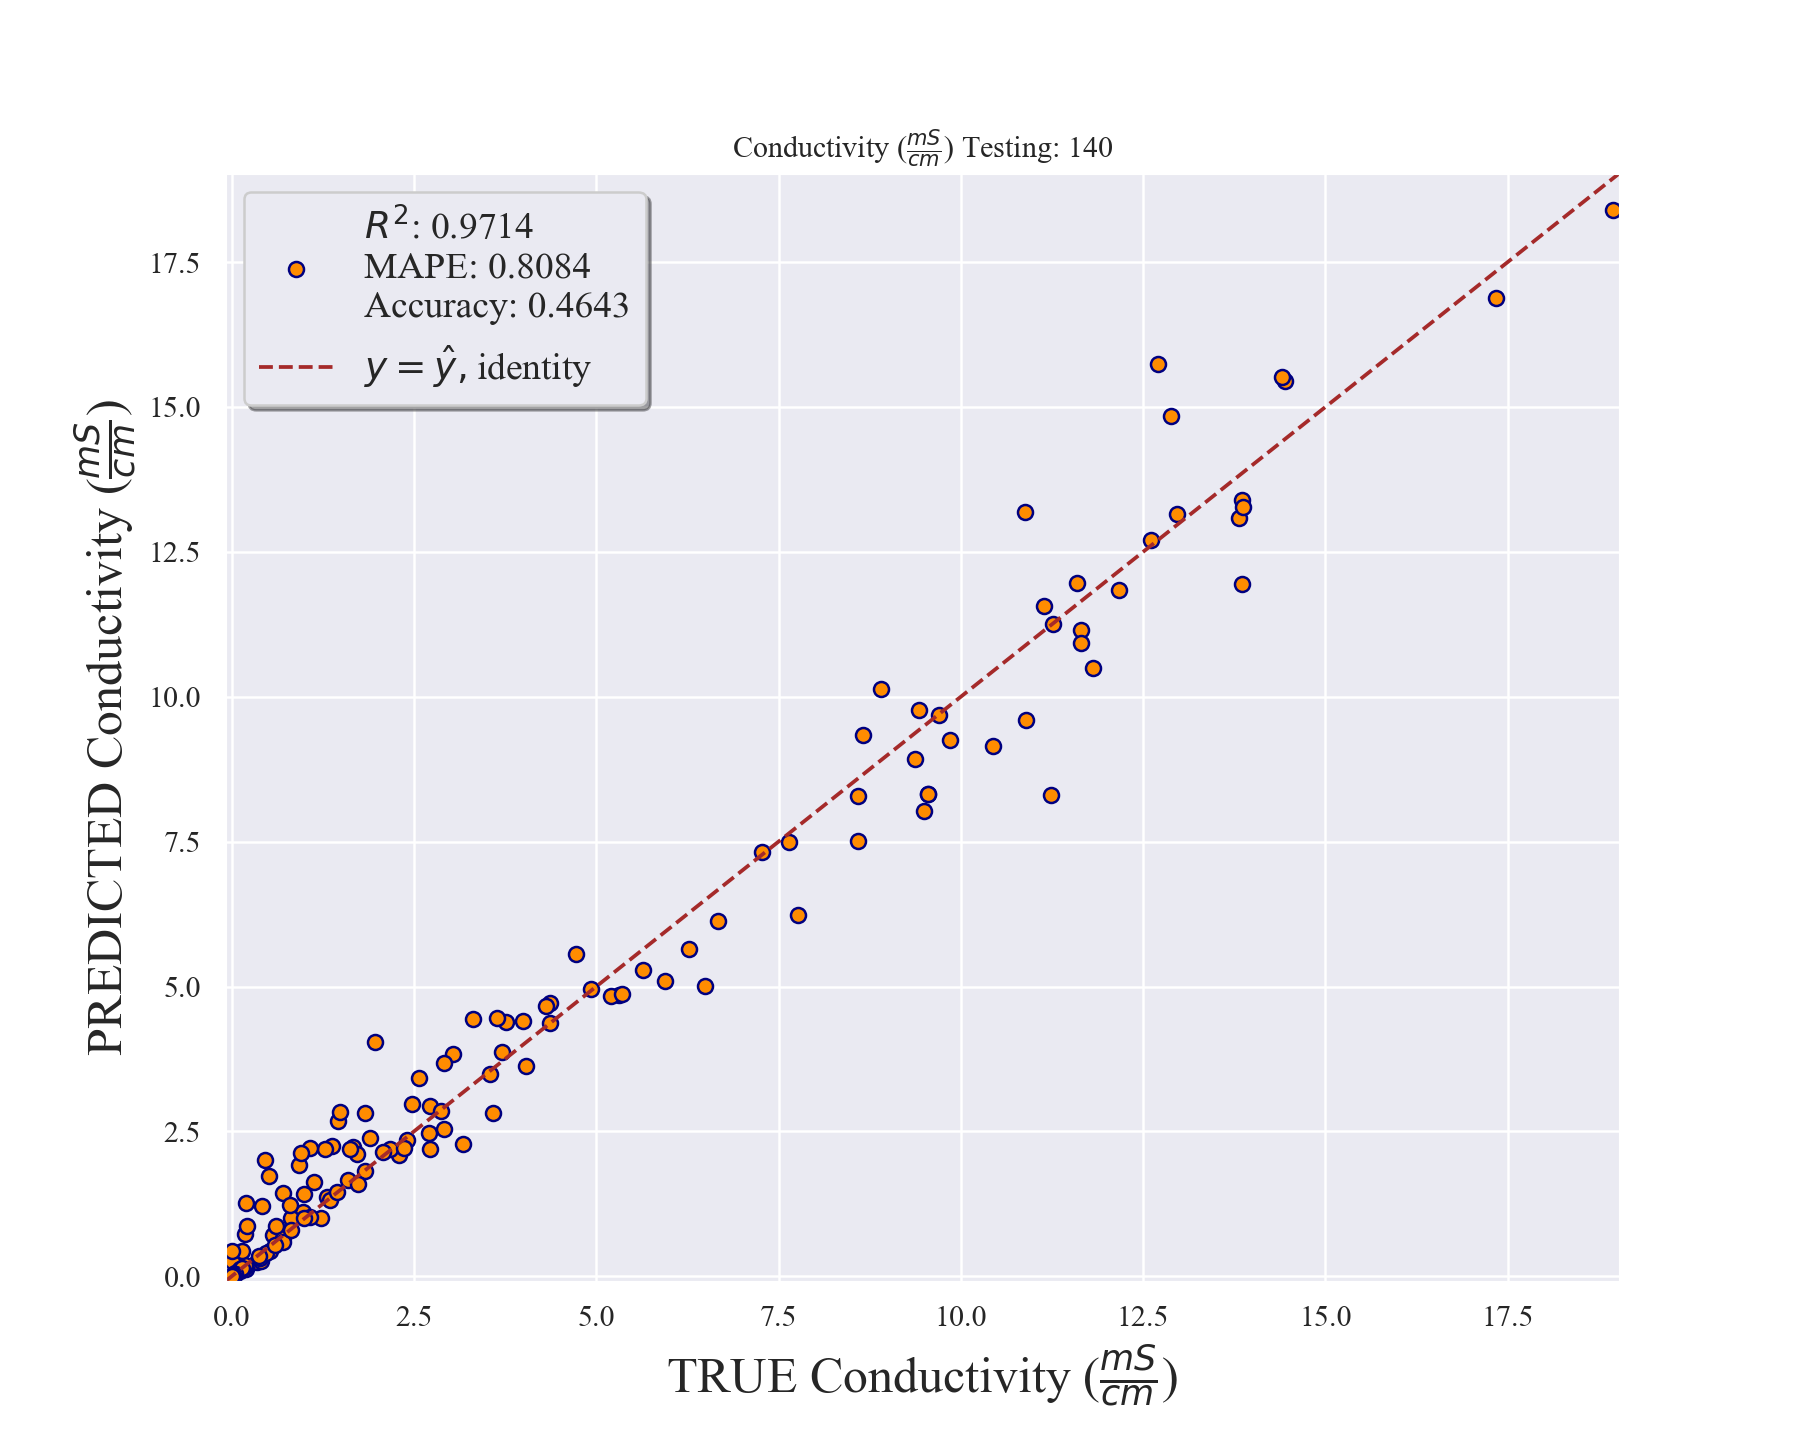 Conductivity (mS/cm) Testing: 140
R²: 0.9714
MAPE: 0.8084
Accuracy: 0.4643
y = ŷ, identity
PREDICTED Conductivity (mS/cm)
17.5
15.0
12.5
10.0
7.5
5.0
2.5
0.0
0.0 2.5 5.0 7.5 10.0 12.5 15.0 17.5
TRUE Conductivity (mS/cm)